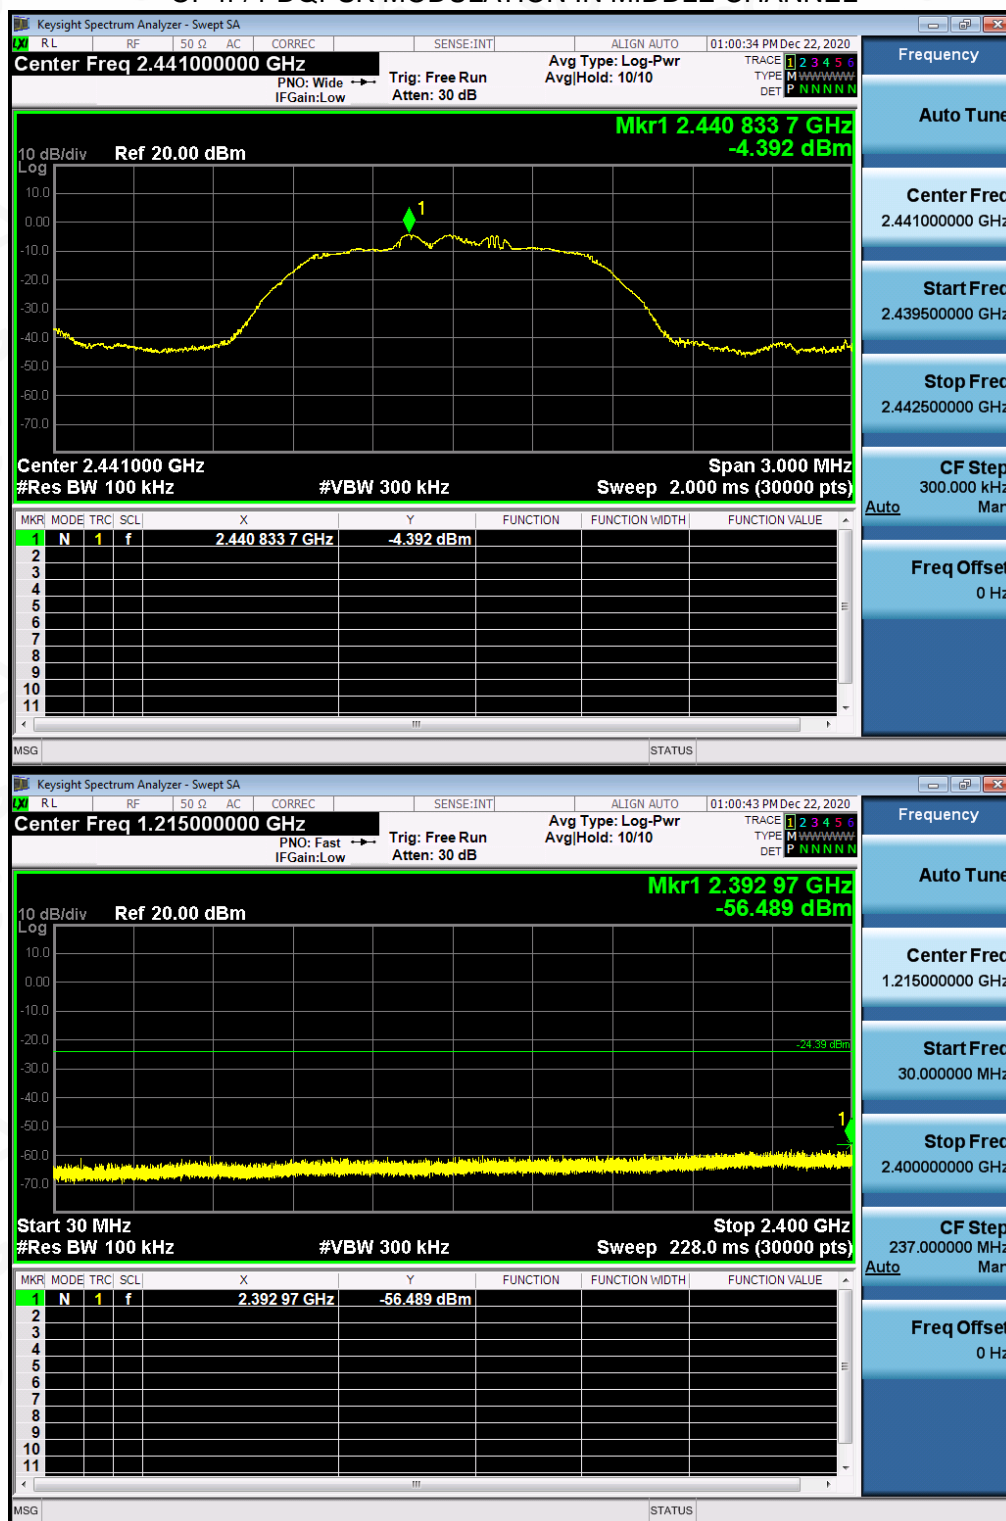 MODULATION IN MIDDLE CHANNEL
Keysight Spectrum Analyzer - Swept SA
LXI RL RF 50 Ω AC CORREC SENSE:INT ALIGN AUTO 01:00:34 PM Dec 22, 2020
Center Freq 2.441000000 GHz
PNO: Wide
IFGain:Low
Trig: Free Run
Atten: 30 dB
Avg Type: Log-Pwr
Avg|Hold: 10/10
TRACE 1 2 3 4 5 6
TYPE M WWWWW
DET P N N N N N
Mkr1 2.440 833 7 GHz
-4.392 dBm
10 dB/div Ref 20.00 dBm
Log
10.0
0.00
-10.0
-20.0
-30.0
-40.0
-50.0
-60.0
-70.0
1
Center 2.441000 GHz Span 3.000 MHz
#Res BW 100 kHz #VBW 300 kHz Sweep 2.000 ms (30000 pts)
MKR MODE TRC SCL X Y FUNCTION FUNCTION WIDTH FUNCTION VALUE
1 N 1 f 2.440 833 7 GHz -4.392 dBm
2
3
4
5
6
7
8
9
10
11
MSG STATUS
Frequency
Auto Tune
Center Freq
2.441000000 GHz
Start Freq
2.439500000 GHz
Stop Freq
2.442500000 GHz
CF Step
300.000 kHz
Auto Man
Freq Offset
0 Hz
Keysight Spectrum Analyzer - Swept SA
LXI RL RF 50 Ω AC CORREC SENSE:INT ALIGN AUTO 01:00:43 PM Dec 22, 2020
Center Freq 1.215000000 GHz
PNO: Fast
IFGain:Low
Trig: Free Run
Atten: 30 dB
Avg Type: Log-Pwr
Avg|Hold: 10/10
TRACE 1 2 3 4 5 6
TYPE M WWWWW
DET P N N N N N
Mkr1 2.392 97 GHz
-56.489 dBm
10 dB/div Ref 20.00 dBm
Log
10.0
0.00
-10.0
-20.0
-30.0
-40.0
-50.0
-60.0
-70.0
-24.39 dBm
1
Start 30 MHz Stop 2.400 GHz
#Res BW 100 kHz #VBW 300 kHz Sweep 228.0 ms (30000 pts)
MKR MODE TRC SCL X Y FUNCTION FUNCTION WIDTH FUNCTION VALUE
1 N 1 f 2.392 97 GHz -56.489 dBm
2
3
4
5
6
7
8
9
10
11
MSG STATUS
Frequency
Auto Tune
Center Freq
1.215000000 GHz
Start Freq
30.000000 MHz
Stop Freq
2.400000000 GHz
CF Step
237.000000 MHz
Auto Man
Freq Offset
0 Hz